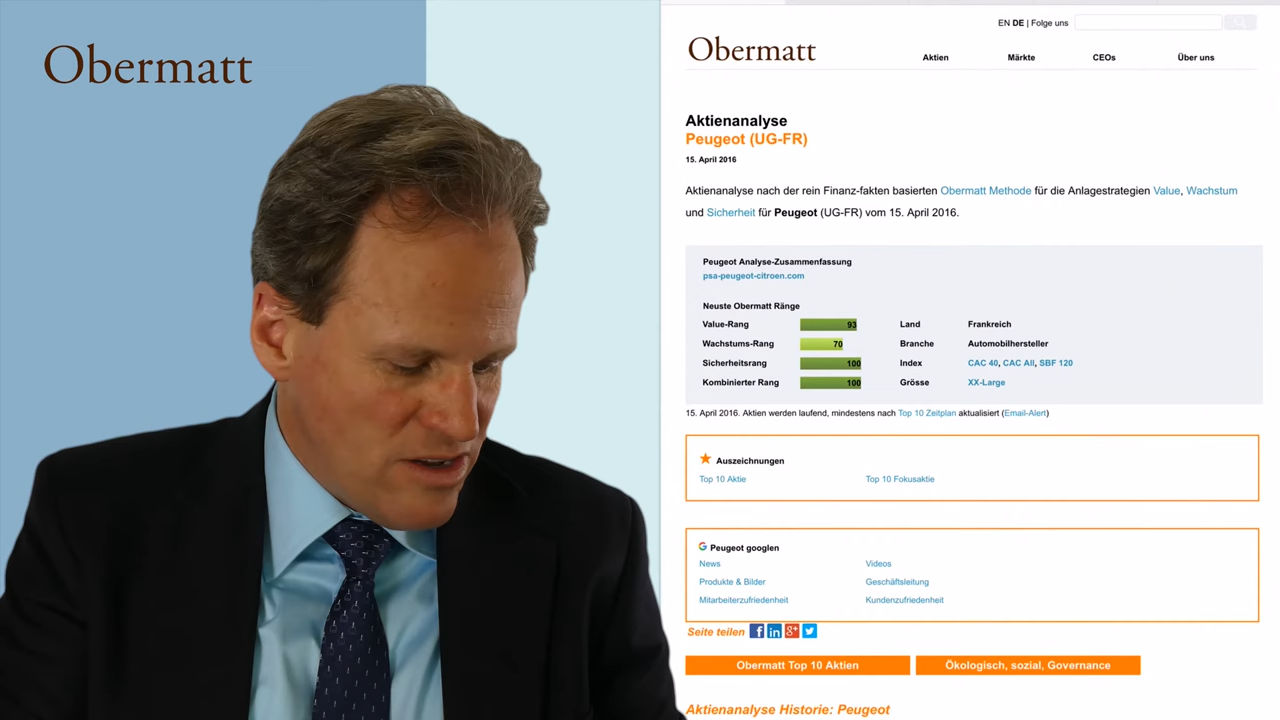 Obermatt
EN DE | Folge uns
Obermatt
Aktien Märkte CEOs Über uns
Aktienanalyse
Peugeot (UG-FR)
15. April 2016
Aktienanalyse nach der rein Finanz-fakten basierten Obermatt Methode für die Anlagestrategien Value, Wachstum
und Sicherheit für Peugeot (UG-FR) vom 15. April 2016.
Peugeot Analyse-Zusammenfassung
psa-peugeot-citroen.com
Neuste Obermatt Ränge
Value-Rang 93 Land Frankreich
Wachstums-Rang 70 Branche Automobilhersteller
Sicherheitsrang 100 Index CAC 40, CAC All, SBF 120
Kombinierter Rang 100 Grösse XX-Large
15. April 2016. Aktien werden laufend, mindestens nach Top 10 Zeitplan aktualisiert (Email-Alert)
Auszeichnungen
Top 10 Aktie Top 10 Fokusaktie
G Peugeot googlen
News Videos
Produkte & Bilder Geschäftsleitung
Mitarbeiterzufriedenheit Kundenzufriedenheit
Seite teilen
Obermatt Top 10 Aktien Ökologisch, sozial, Governance
Aktienanalyse Historie: Peugeot